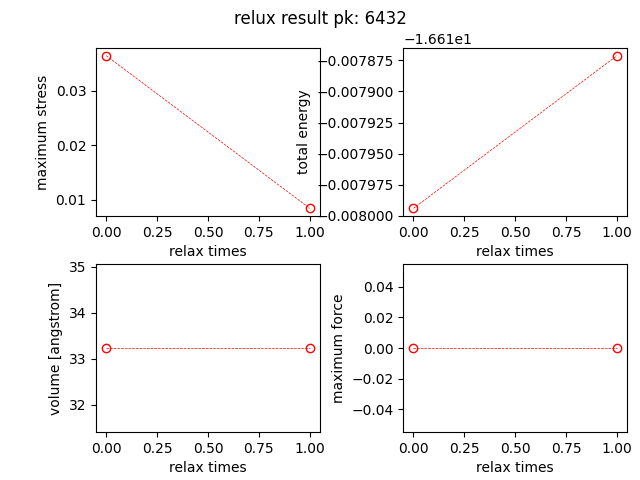 relux result pk: 6432
maximum stress
0.03
0.02
0.01
0.00 0.25 0.50 0.75 1.00
relax times
−1.661e1
total energy
−0.007875
−0.007900
−0.007925
−0.007950
−0.007975
−0.008000
0.00 0.25 0.50 0.75 1.00
relax times
volume [angstrom]
35
34
33
32
0.00 0.25 0.50 0.75 1.00
relax times
maximum force
0.04
0.02
0.00
−0.02
−0.04
0.00 0.25 0.50 0.75 1.00
relax times